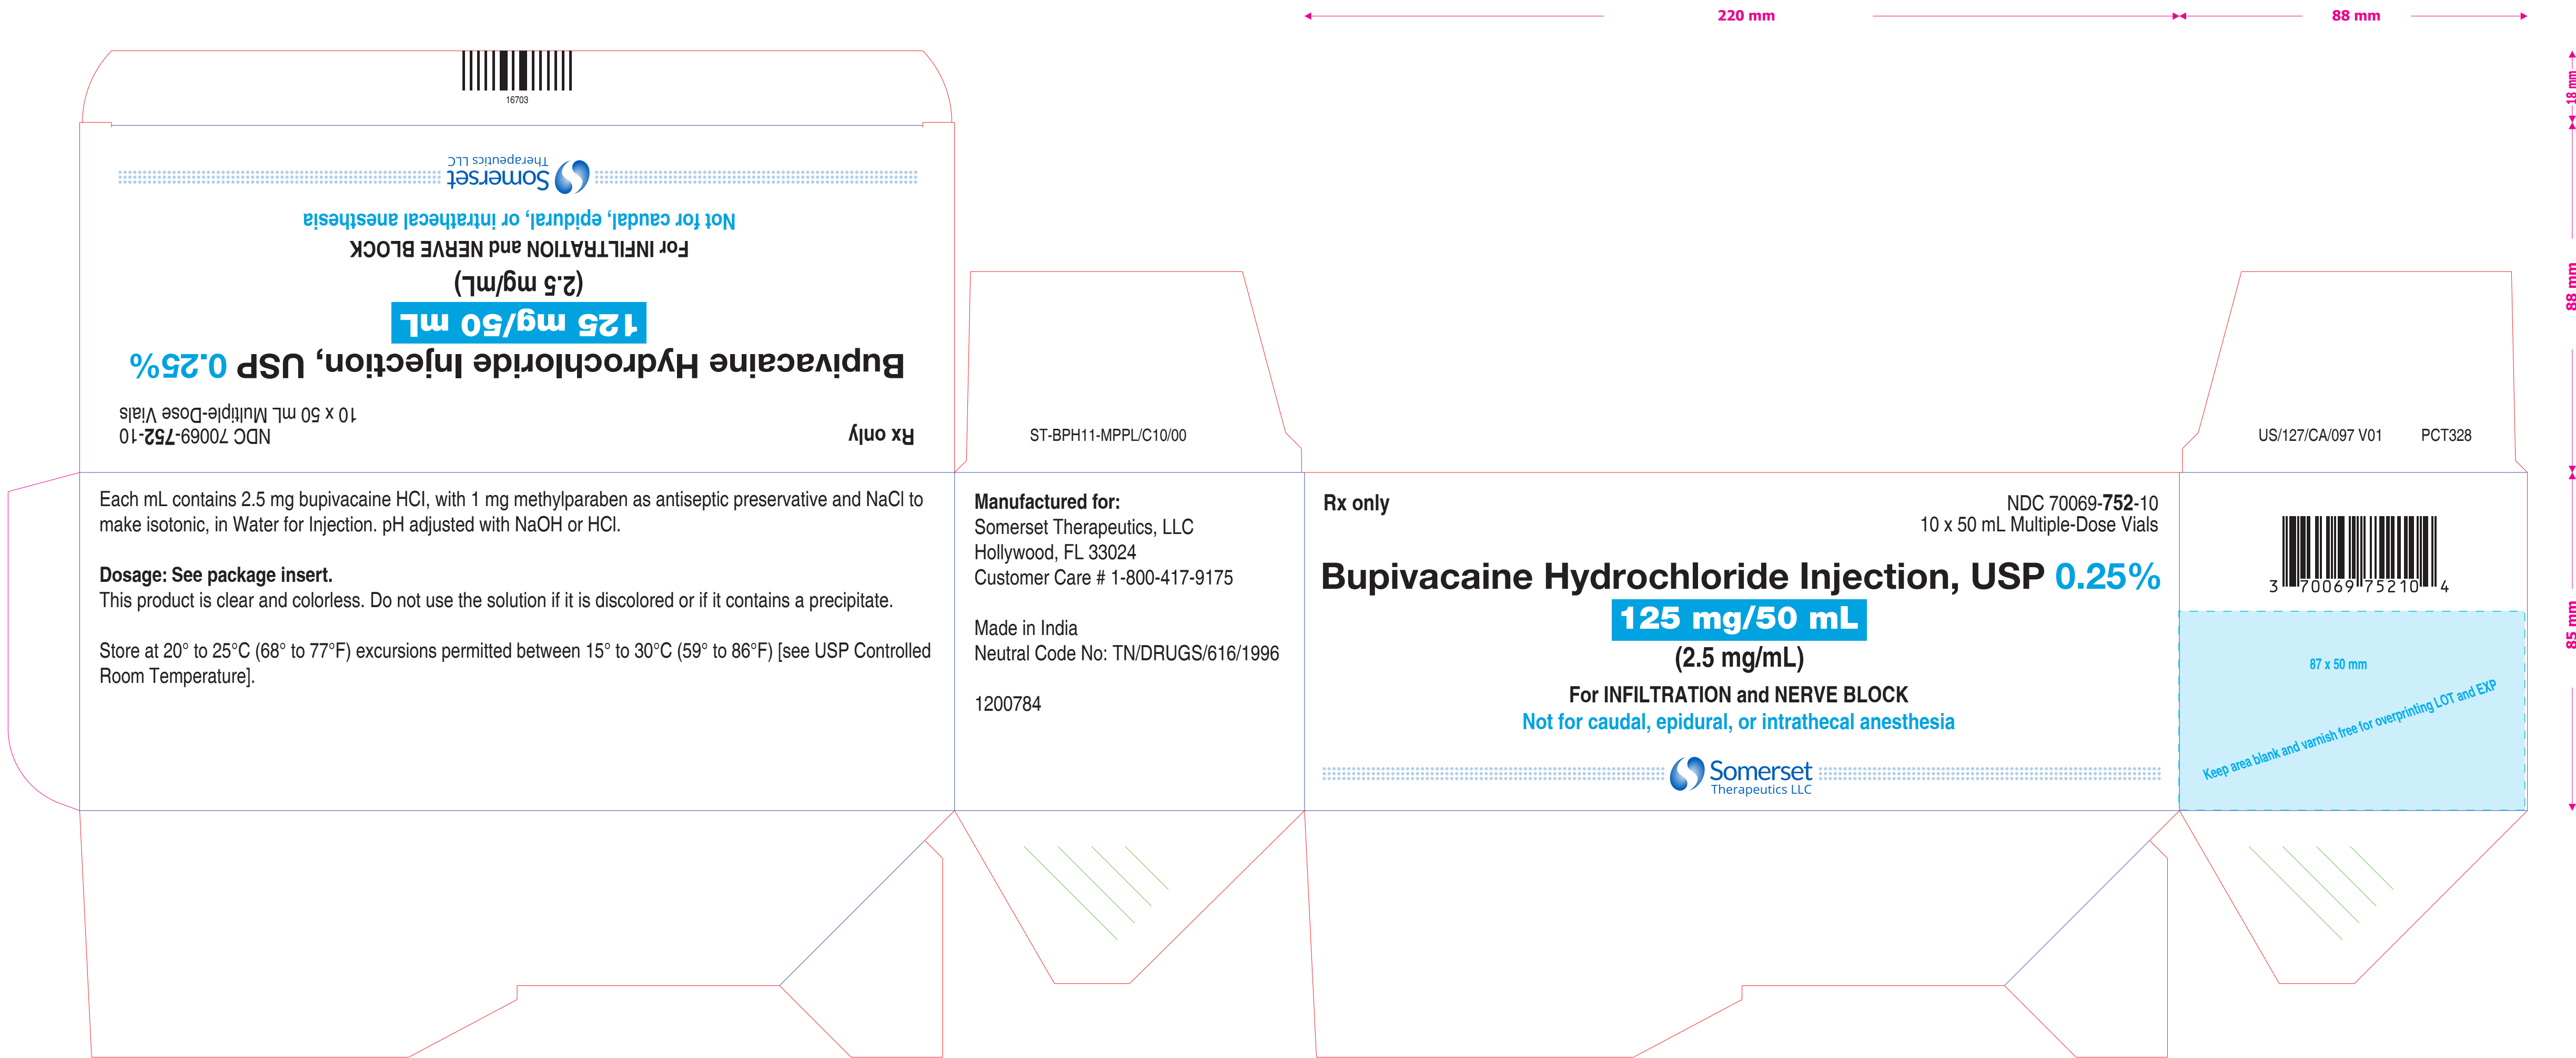 220 mm
88 mm
18 mm
88 mm
85 mm
16703
Somerset
Therapeutics LLC
Not for caudal, epidural, or intrathecal anesthesia
For INFILTRATION and NERVE BLOCK
(2.5 mg/mL)
125 mg/50 mL
Bupivacaine Hydrochloride Injection, USP 0.25%
10 x 50 mL Multiple-Dose Vials
Rx only NDC 70069-752-10
ST-BPH11-MPPL/C10/00
US/127/CA/097 V01 PCT328
Each mL contains 2.5 mg bupivacaine HCl, with 1 mg methylparaben as antiseptic preservative and NaCl to
make isotonic, in Water for Injection. pH adjusted with NaOH or HCl.
Dosage: See package insert.
This product is clear and colorless. Do not use the solution if it is discolored or if it contains a precipitate.
Store at 20° to 25°C (68° to 77°F) excursions permitted between 15° to 30°C (59° to 86°F) [see USP Controlled
Room Temperature].
Manufactured for:
Somerset Therapeutics, LLC
Hollywood, FL 33024
Customer Care # 1-800-417-9175
Made in India
Neutral Code No: TN/DRUGS/616/1996
1200784
Rx only NDC 70069-752-10
10 x 50 mL Multiple-Dose Vials
Bupivacaine Hydrochloride Injection, USP 0.25%
125 mg/50 mL
(2.5 mg/mL)
For INFILTRATION and NERVE BLOCK
Not for caudal, epidural, or intrathecal anesthesia
Somerset
Therapeutics LLC
3 70069 75210 4
87 x 50 mm
Keep area blank and varnish free for overprinting LOT and EXP